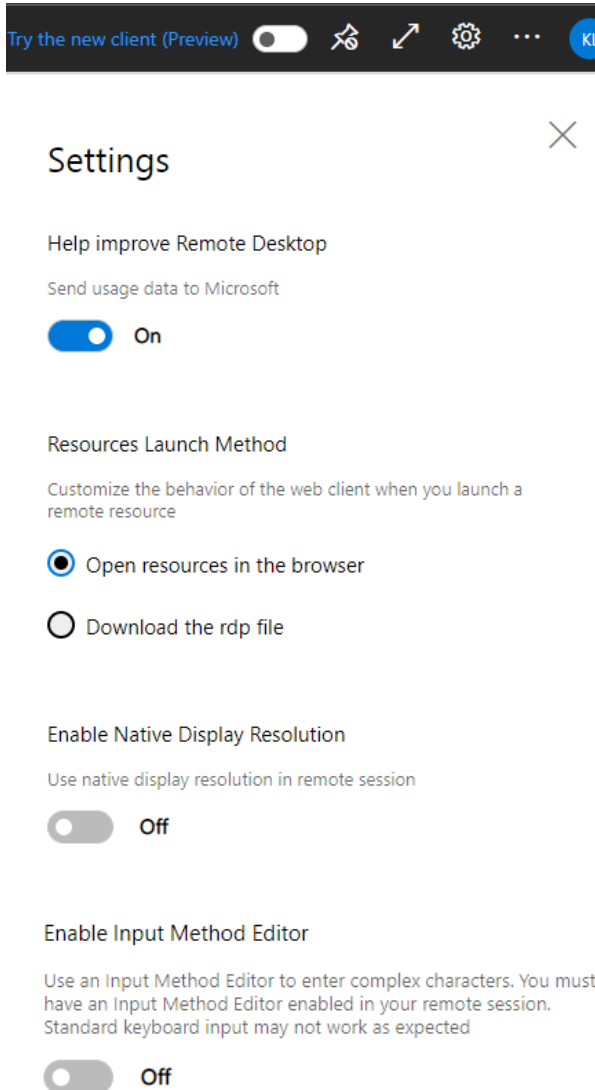 Try the new client (Preview)
KL
Settings
Help improve Remote Desktop
Send usage data to Microsoft
On
Resources Launch Method
Customize the behavior of the web client when you launch a
remote resource
Open resources in the browser
Download the rdp file
Enable Native Display Resolution
Use native display resolution in remote session
Off
Enable Input Method Editor
Use an Input Method Editor to enter complex characters. You must
have an Input Method Editor enabled in your remote session.
Standard keyboard input may not work as expected
Off